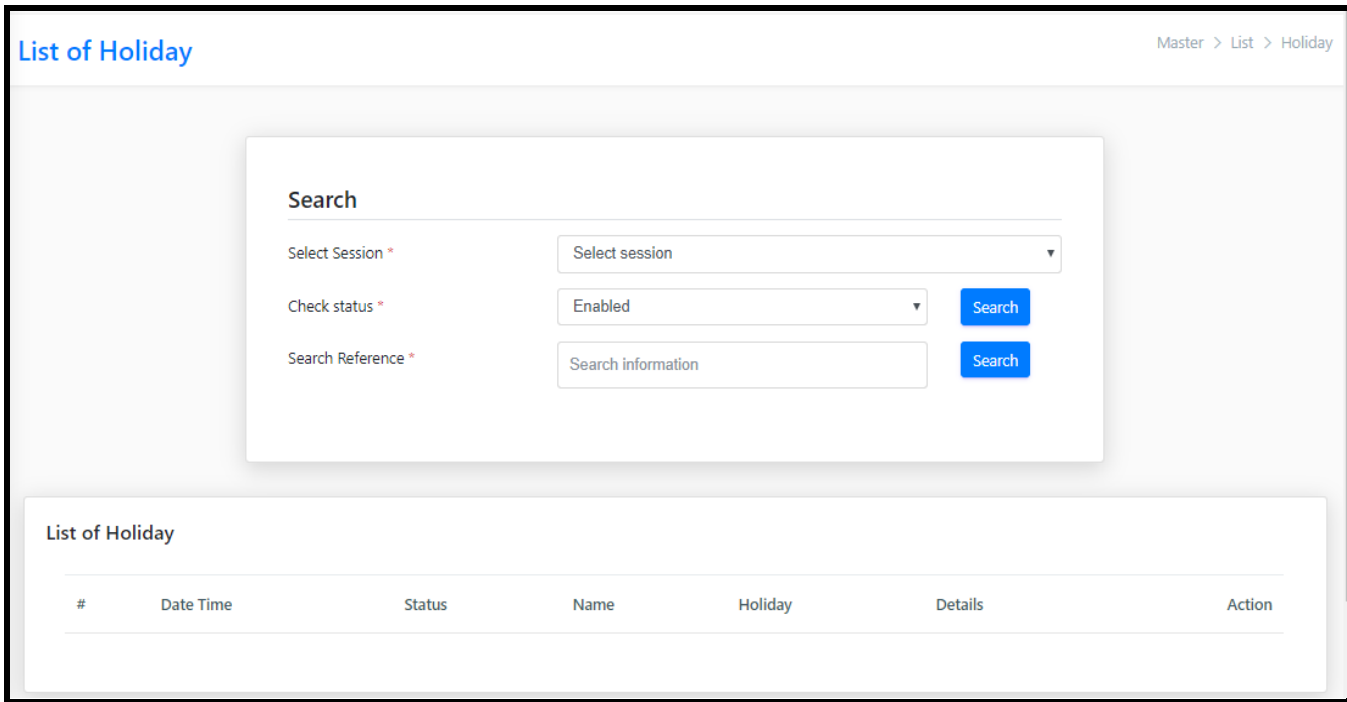 List of Holiday
Master > List > Holiday
Search
Select Session *
Select session
Check status *
Enabled
Search
Search Reference *
Search information
Search
List of Holiday
# Date Time Status Name Holiday Details Action